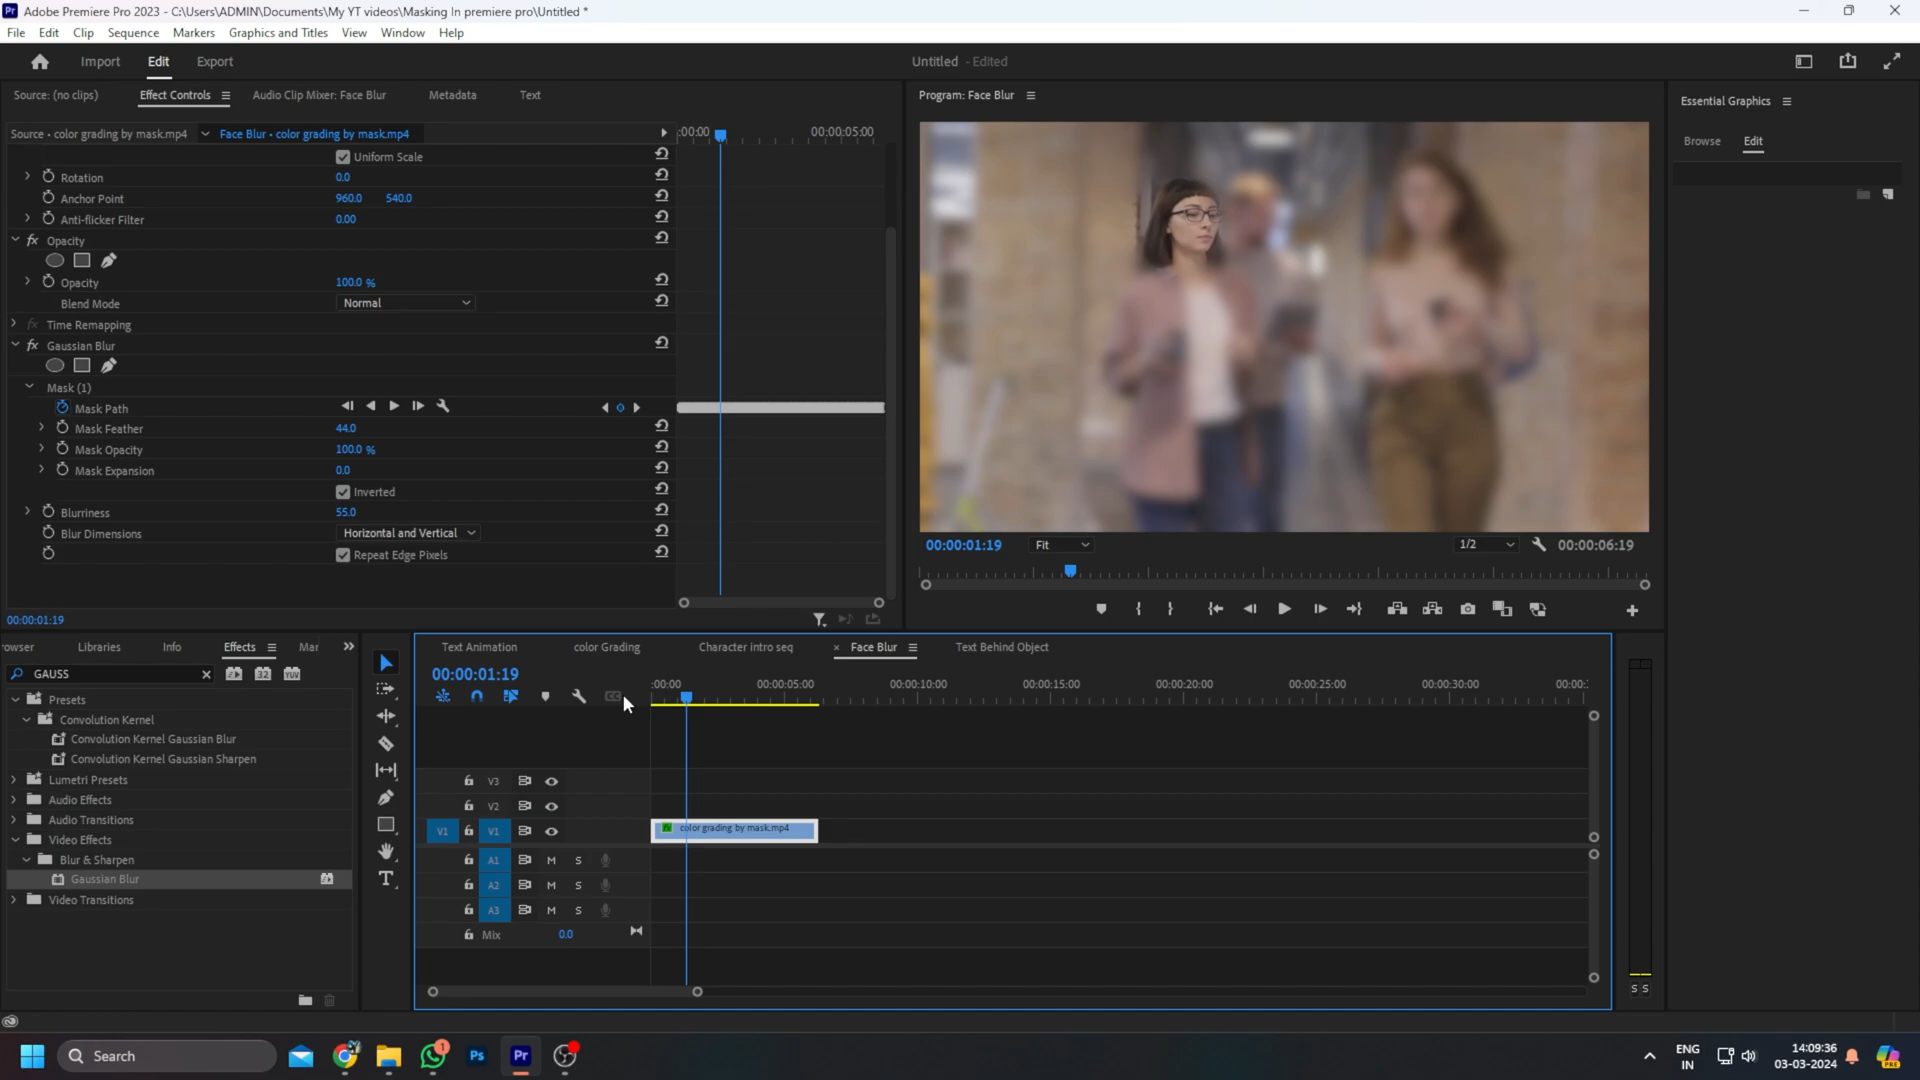 Adobe Premiere Pro 2023 - C:\Users\ADMIN\Documents\My YT videos\Masking In premiere pro\Untitled *
File Edit Clip Sequence Markers Graphics and Titles View Window Help
Import Edit Export Untitled - Edited
Source: (no clips) Effect Controls Audio Clip Mixer: Face Blur Metadata Text
Program: Face Blur
Essential Graphics
Browse Edit
Source • color grading by mask.mp4 Face Blur • color grading by mask.mp4
:00:00 00:00:05:00
Uniform Scale
Rotation 0.0
Anchor Point 960.0 540.0
Anti-flicker Filter 0.00
fx Opacity
Opacity 100.0 %
Blend Mode Normal
fx Time Remapping
fx Gaussian Blur
Mask (1)
Mask Path
Mask Feather 44.0
Mask Opacity 100.0 %
Mask Expansion 0.0
Inverted
Blurriness 55.0
Blur Dimensions Horizontal and Vertical
Repeat Edge Pixels
00:00:01:19
00:00:01:19 Fit 1/2 00:00:06:19
rowser Libraries Info Effects Mar
GAUSS 32 YUV
Presets
Convolution Kernel
Convolution Kernel Gaussian Blur
Convolution Kernel Gaussian Sharpen
Lumetri Presets
Audio Effects
Audio Transitions
Video Effects
Blur & Sharpen
Gaussian Blur
Video Transitions
Text Animation color Grading Character intro seq × Face Blur Text Behind Object
00:00:01:19
CC
:00:00 00:00:05:00 00:00:10:00 00:00:15:00 00:00:20:00 00:00:25:00 00:00:30:00 00:00:
V3
V2
V1 V1 fx color grading by mask.mp4
A1 M S
A2 M S
A3 M S
Mix 0.0
S S
T
Search 1 Ps Pr
ENG
IN
14:09:36
03-03-2024
PRE